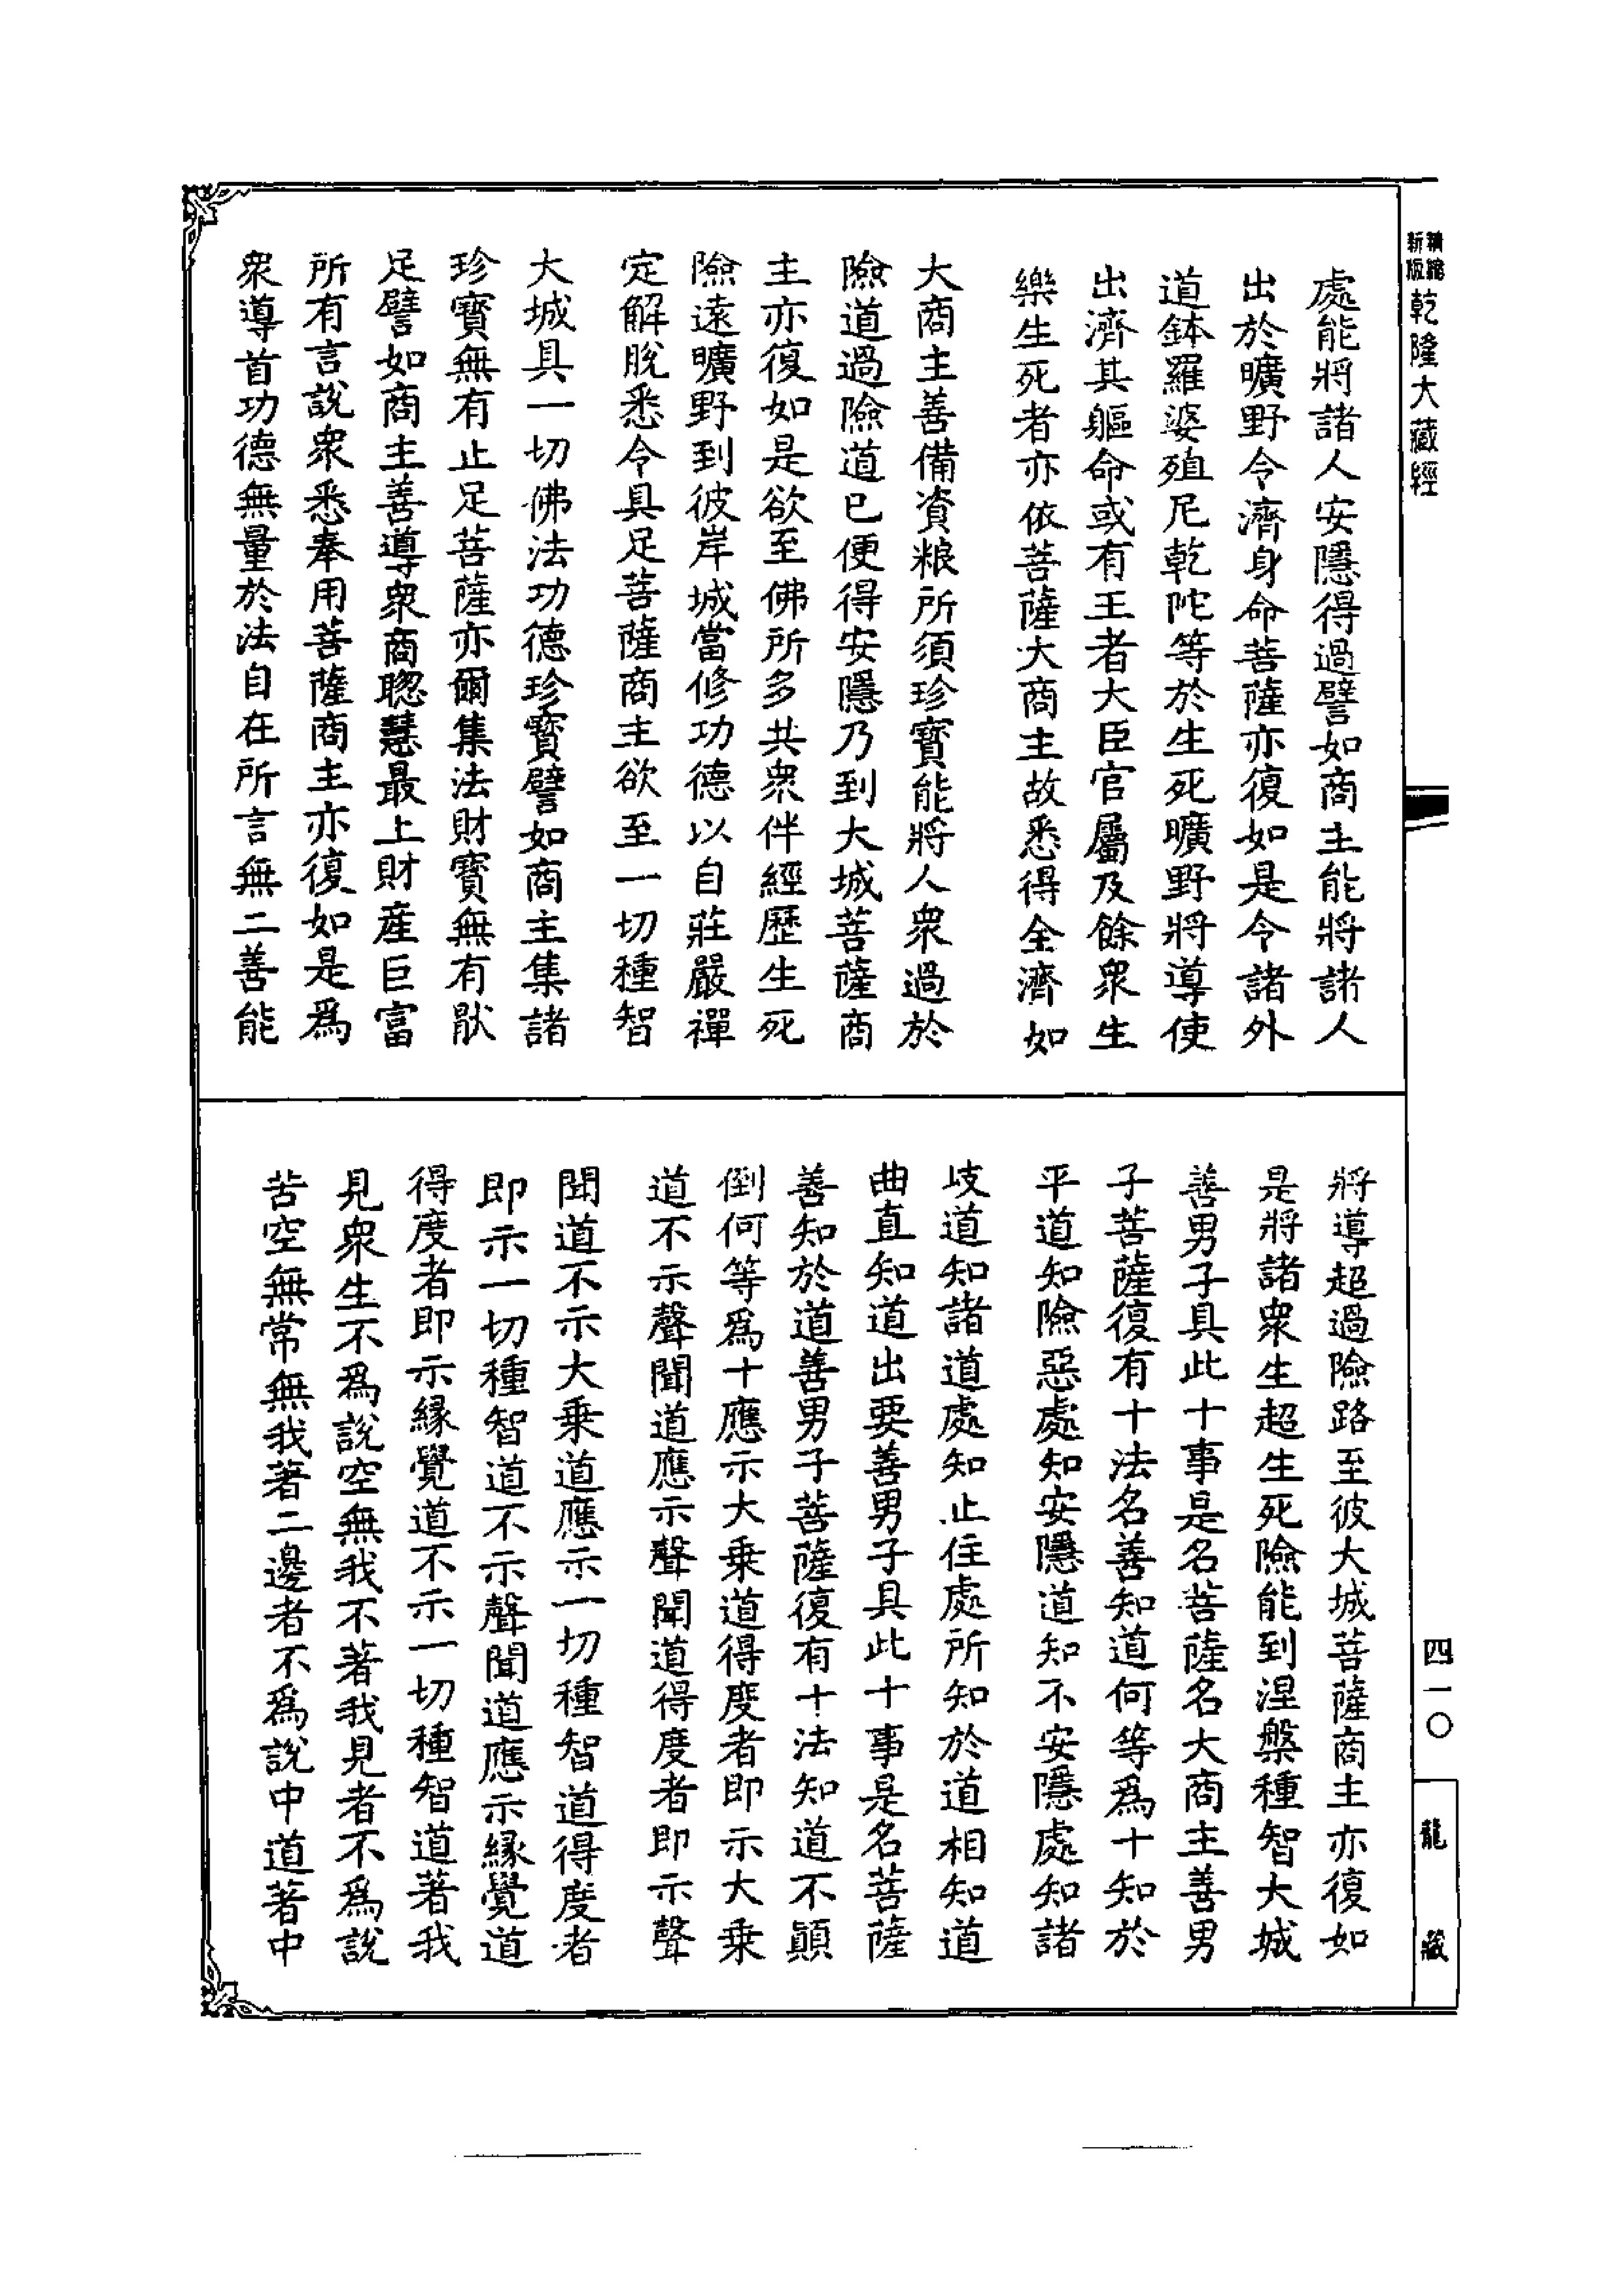 精縮
新版
乾隆大藏經
處能將諸人安隱得過譬如商主能將諸人
出於曠野令濟身命菩薩亦復如是令諸外
道鉢羅婆殖尼乾陀等於生死曠野將導使
出濟其軀命或有王者大臣官屬及餘衆生
樂生死者亦依菩薩大商主故悉得全濟如
大商主善備資粮所須珍寶能將人衆過於
險道過險道已便得安隱乃到大城菩薩商
主亦復如是欲至佛所多共衆伴經歷生死
險遠曠野到彼岸城當修功德以自莊嚴禪
定解脫悉令具足菩薩商主欲至一切種智
大城具一切佛法功德珍寶譬如商主集諸
珍寶無有止足菩薩亦爾集法財寶無有猒
足譬如商主善導衆商聰慧最上財産巨富
所有言說衆悉奉用菩薩商主亦復如是爲
衆導首功德無量於法自在所言無二善能
將導超過險路至彼大城菩薩商主亦復如
是將諸衆生超生死險能到涅槃種智大城
善男子具此十事是名菩薩名大商主善男
子菩薩復有十法名善知道何等爲十知於
平道知險惡處知安隱道知不安隱處知諸
歧道知諸道處知止住處所知於道相知道
曲直知道出要善男子具此十事是名菩薩
善知於道善男子菩薩復有十法知道不顛
倒何等爲十應示大乘道得度者即示大乘
道不示聲聞道應示聲聞道得度者即示聲
聞道不示大乘道應示一切種智道得度者
即示一切種智道不示聲聞道應示緣覺道
得度者即示緣覺道不示一切種智道著我
見衆生不爲說空無我不著我見者不爲說
苦空無常無我著二邊者不爲說中道著中
四一〇
龍藏